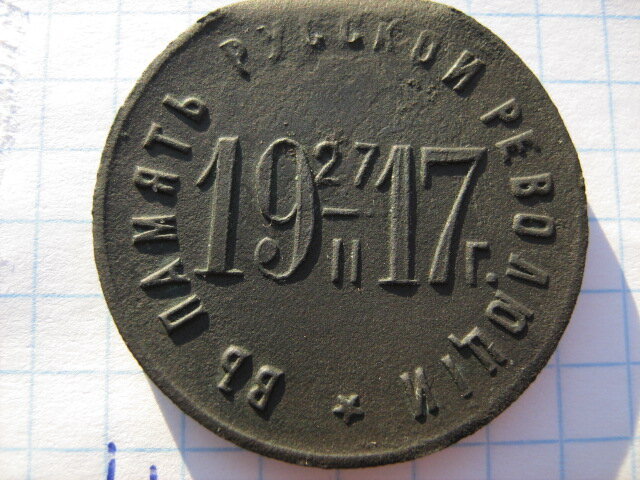 ВЪ ПАМЯТЬ РУССКОЙ РЕВОЛЮЦІИ
19 27/II 17 Г.